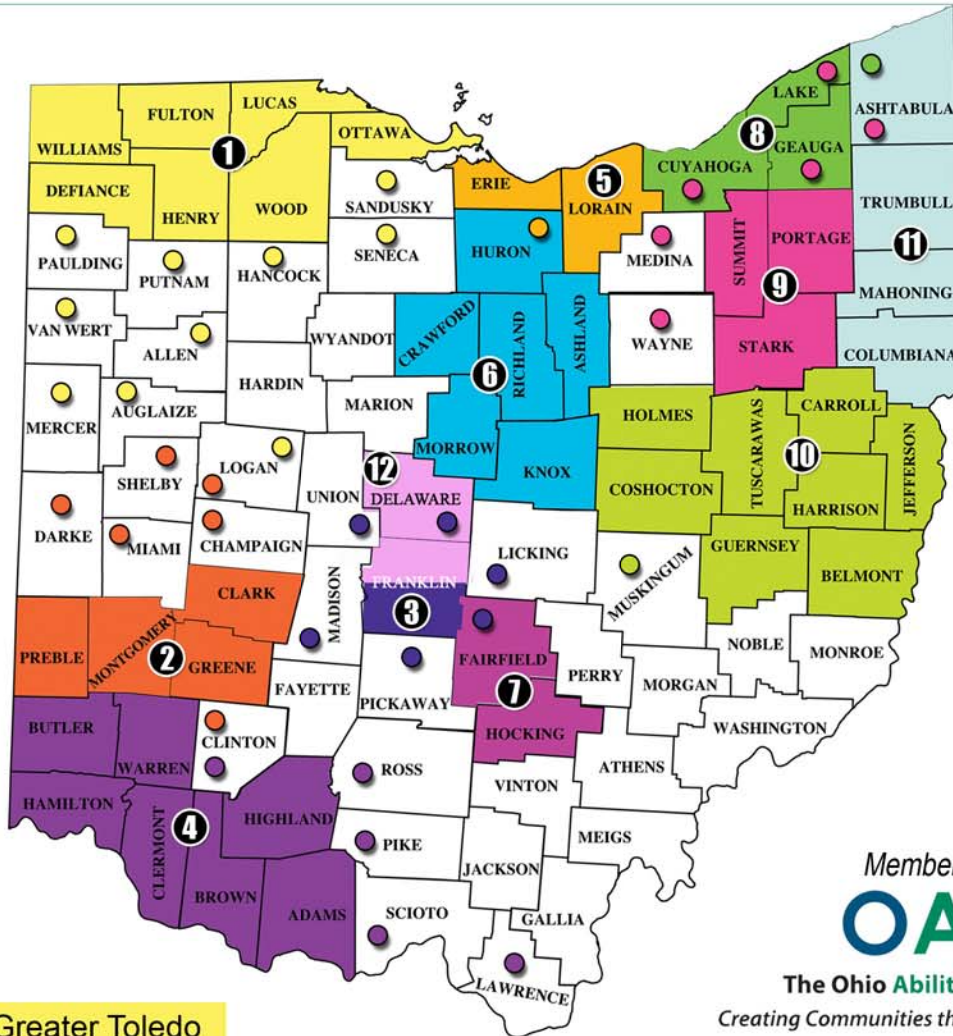 WILLIAMS
FULTON
LUCAS
OTTAWA
1
DEFIANCE
HENRY
WOOD
SANDUSKY
ERIE
5
LORAIN
CUYAHOGA
8
LAKE
GEAUGA
ASHTABULA
TRUMBULL
11
PAULDING
PUTNAM
HANCOCK
SENECA
HURON
MEDINA
SUMMIT
PORTAGE
9
MAHONING
VAN WERT
ALLEN
WYANDOT
CRAWFORD
RICHLAND
ASHLAND
WAYNE
STARK
COLUMBIANA
6
HARDIN
MERCER
AUGLAIZE
MARION
MORROW
KNOX
HOLMES
TUSCARAWAS
CARROLL
JEFFERSON
10
HARRISON
COSHOCTON
SHELBY
LOGAN
UNION
12
DELAWARE
DARKE
MIAMI
CHAMPAIGN
LICKING
MUSKINGUM
GUERNSEY
BELMONT
FRANKLIN
3
MADISON
CLARK
PREBLE
MONTGOMERY
2
GREENE
FAYETTE
PICKAWAY
FAIRFIELD
7
HOCKING
PERRY
MORGAN
NOBLE
MONROE
WASHINGTON
BUTLER
WARREN
CLINTON
ROSS
VINTON
ATHENS
HAMILTON
CLERMONT
4
HIGHLAND
BROWN
ADAMS
PIKE
JACKSON
MEIGS
SCIOTO
GALLIA
LAWRENCE
Member
OA
The Ohio Abilit
Creating Communities th
Greater Toledo